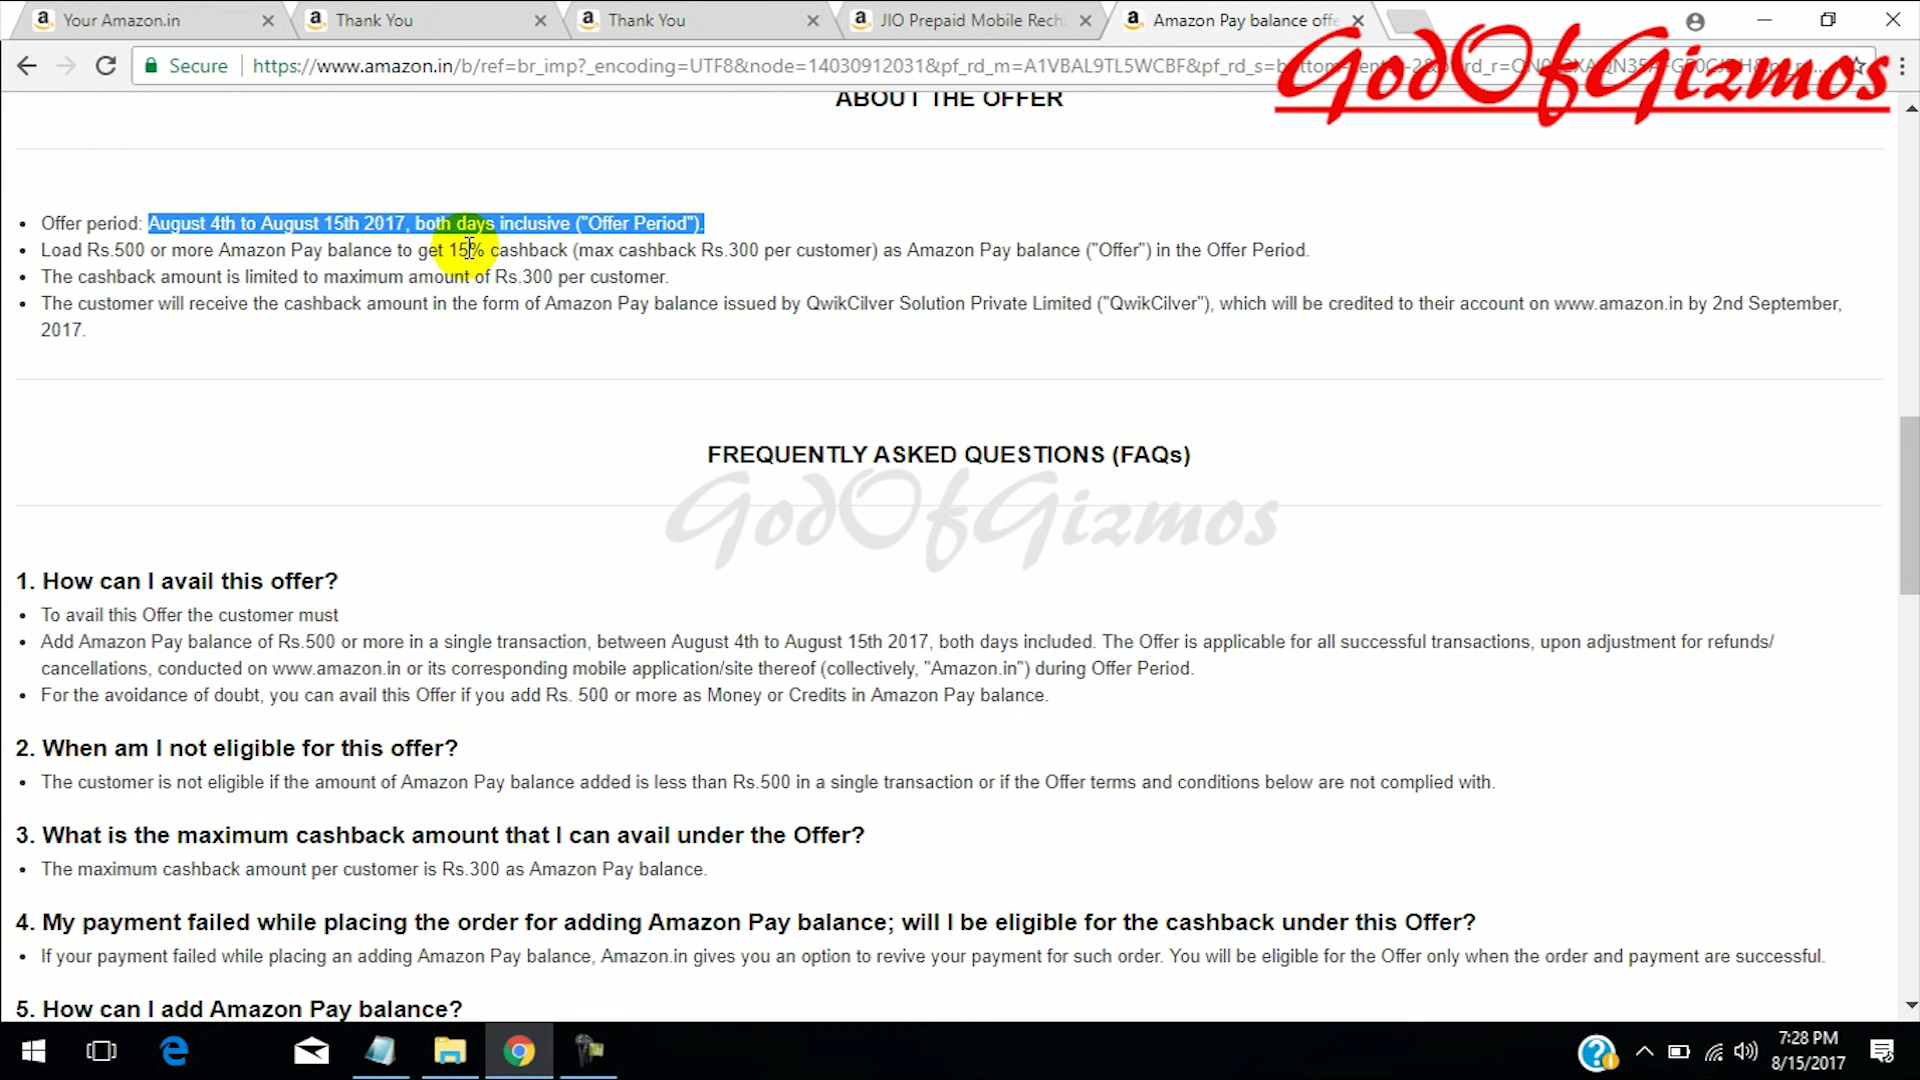 Your Amazon.in
Thank You
Thank You
JIO Prepaid Mobile Recha
Amazon Pay balance offe
GodOfGizmos
Secure
https://www.amazon.in/b/ref=br_imp?_encoding=UTF8&node=14030912031&pf_rd_m=A1VBAL9TL5WCBF&pf_rd_s=
ABOUT THE OFFER
Offer period: August 4th to August 15th 2017, both days inclusive ("Offer Period").
Load Rs.500 or more Amazon Pay balance to get 15% cashback (max cashback Rs.300 per customer) as Amazon Pay balance ("Offer") in the Offer Period.
The cashback amount is limited to maximum amount of Rs.300 per customer.
The customer will receive the cashback amount in the form of Amazon Pay balance issued by QwikCilver Solution Private Limited ("QwikCilver"), which will be credited to their account on www.amazon.in by 2nd September,
2017.
FREQUENTLY ASKED QUESTIONS (FAQs)
GodOfGizmos
1. How can I avail this offer?
To avail this Offer the customer must
Add Amazon Pay balance of Rs.500 or more in a single transaction, between August 4th to August 15th 2017, both days included. The Offer is applicable for all successful transactions, upon adjustment for refunds/
cancellations, conducted on www.amazon.in or its corresponding mobile application/site thereof (collectively, "Amazon.in") during Offer Period.
For the avoidance of doubt, you can avail this Offer if you add Rs. 500 or more as Money or Credits in Amazon Pay balance.
2. When am I not eligible for this offer?
The customer is not eligible if the amount of Amazon Pay balance added is less than Rs.500 in a single transaction or if the Offer terms and conditions below are not complied with.
3. What is the maximum cashback amount that I can avail under the Offer?
The maximum cashback amount per customer is Rs.300 as Amazon Pay balance.
4. My payment failed while placing the order for adding Amazon Pay balance; will I be eligible for the cashback under this Offer?
If your payment failed while placing an adding Amazon Pay balance, Amazon.in gives you an option to revive your payment for such order. You will be eligible for the Offer only when the order and payment are successful.
5. How can I add Amazon Pay balance?
7:28 PM
8/15/2017